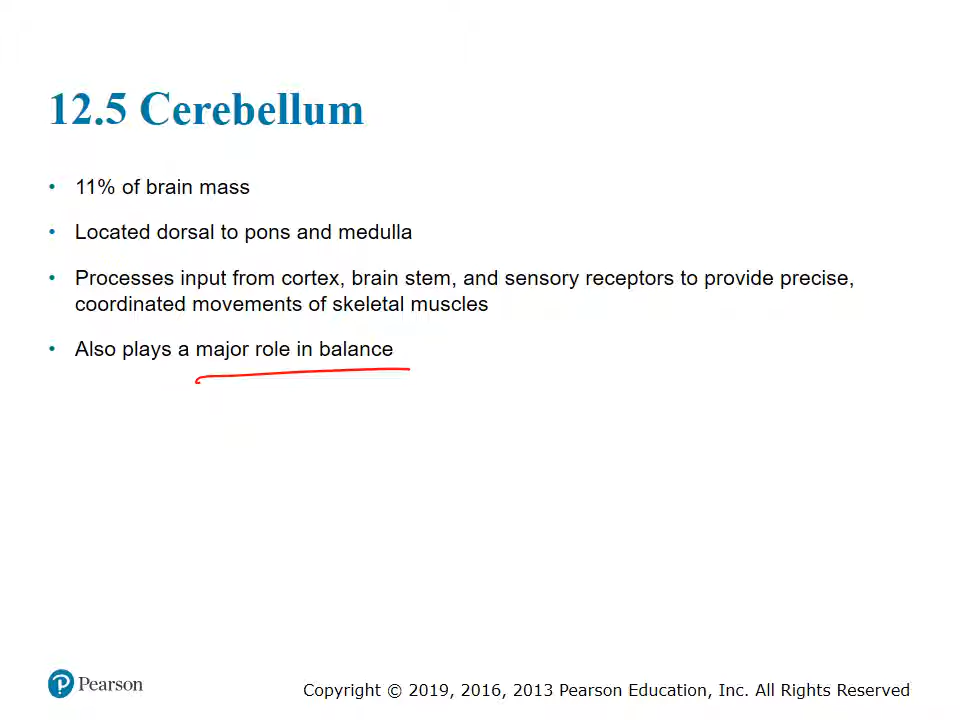 12.5 Cerebellum
• 11% of brain mass
• Located dorsal to pons and medulla
• Processes input from cortex, brain stem, and sensory receptors to provide precise,
coordinated movements of skeletal muscles
• Also plays a major role in balance
Pearson
Copyright © 2019, 2016, 2013 Pearson Education, Inc. All Rights Reserved